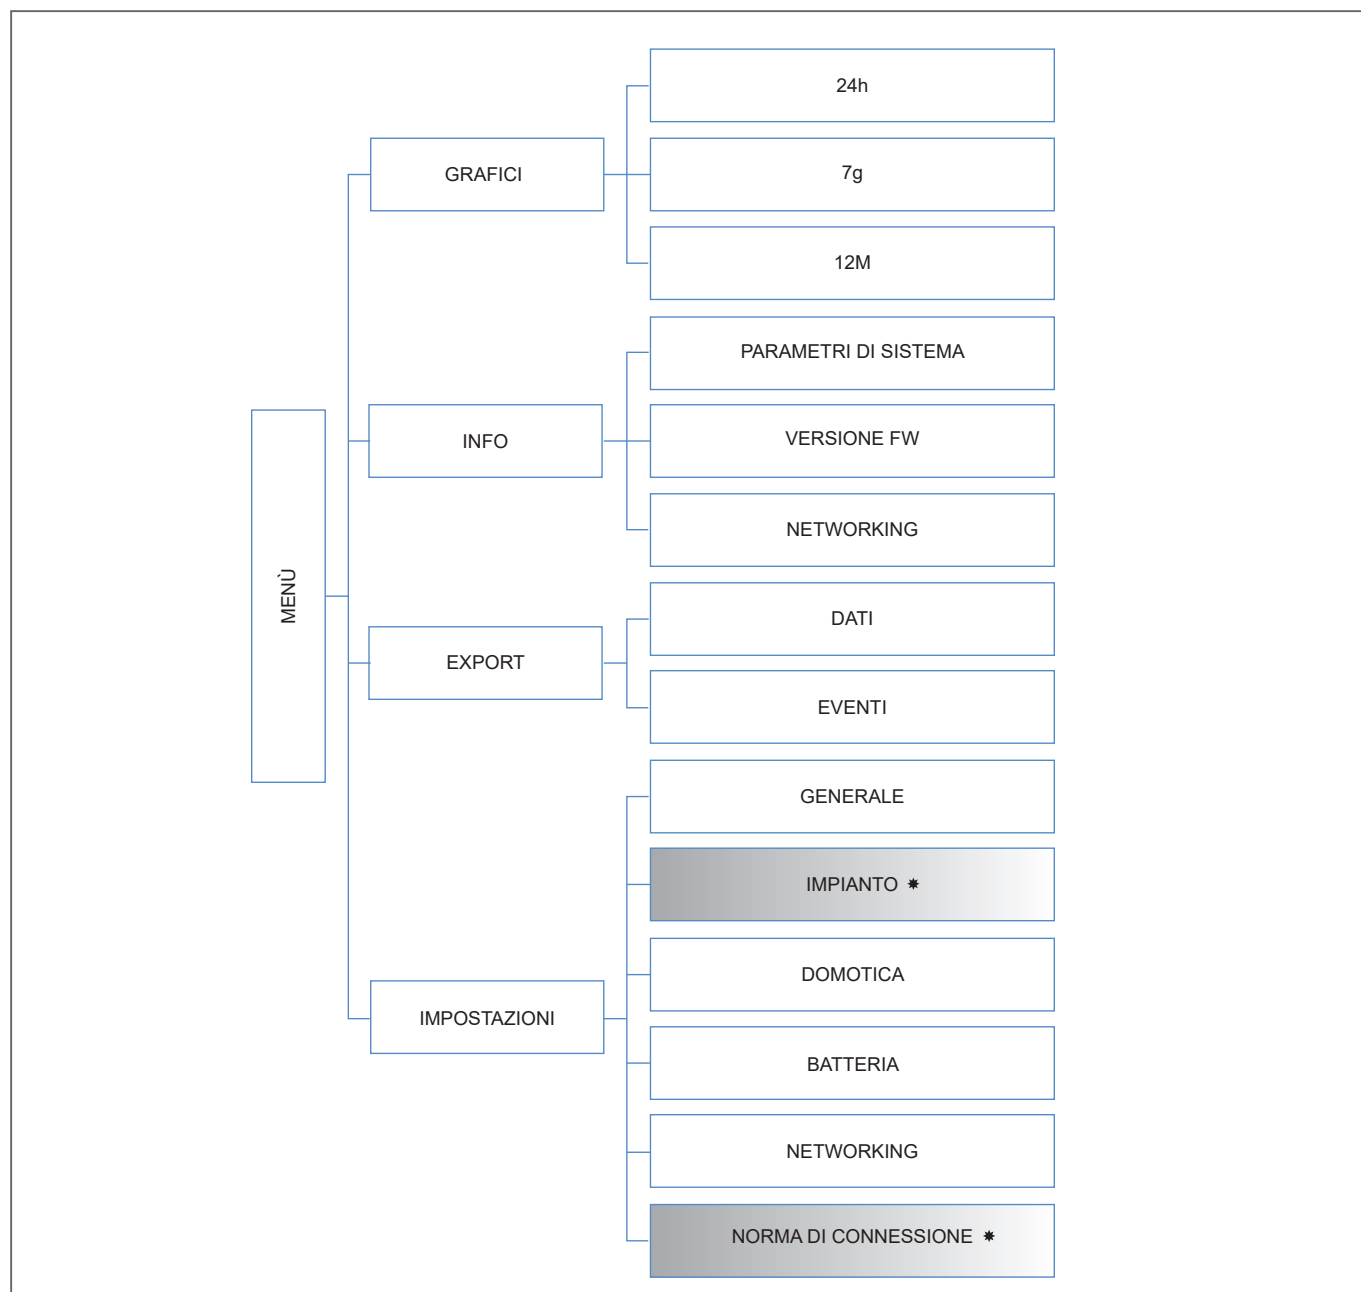 MENÙ
GRAFICI
24h
7g
12M
INFO
PARAMETRI DI SISTEMA
VERSIONE FW
NETWORKING
EXPORT
DATI
EVENTI
IMPOSTAZIONI
GENERALE
IMPIANTO ✸
DOMOTICA
BATTERIA
NETWORKING
NORMA DI CONNESSIONE ✸